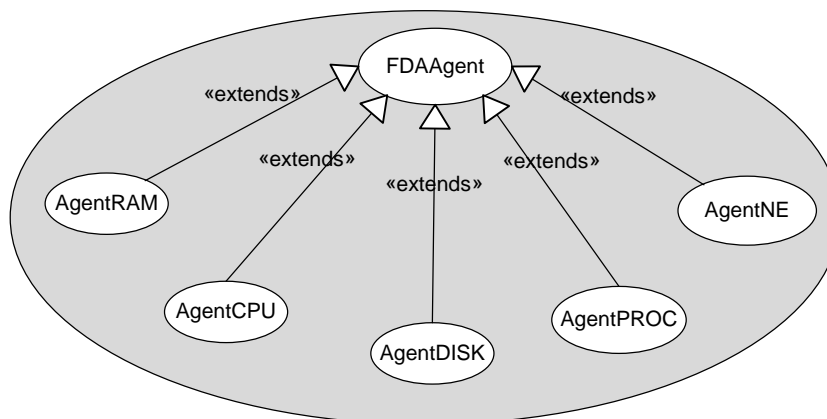 FDAAgent
«extends»
«extends»
«extends»
«extends»
«extends»
AgentRAM
AgentNE
AgentCPU
AgentPROC
AgentDISK